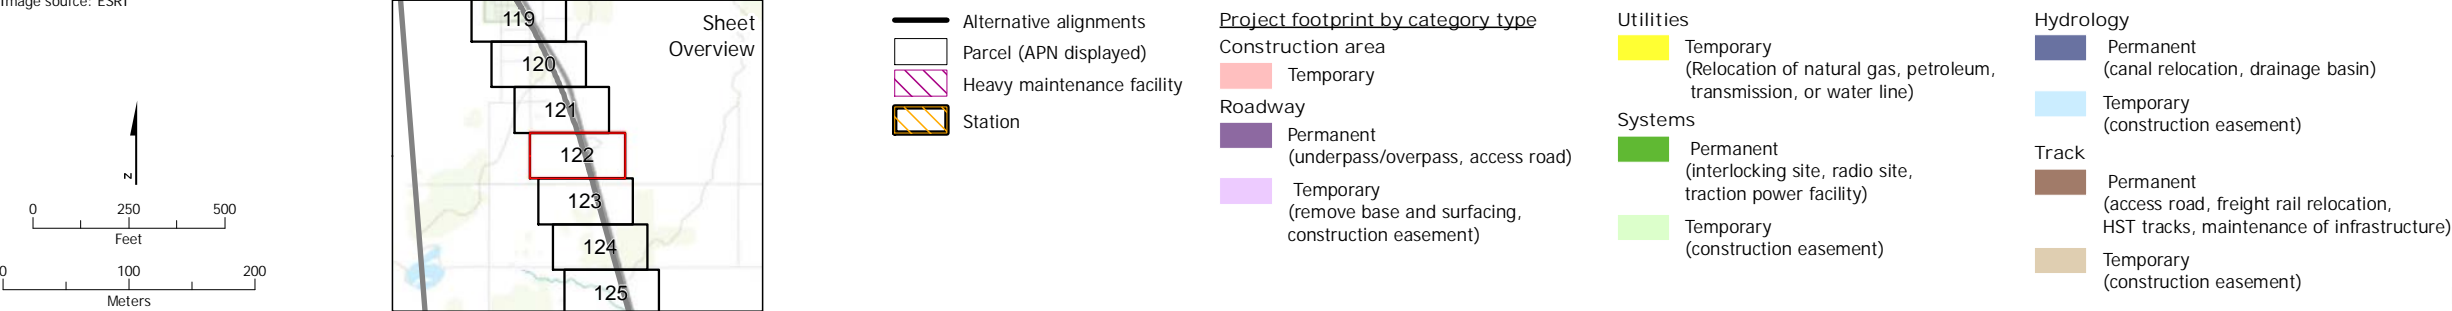 Image source: ESRI
N
0 250 500
Feet
0 100 200
Meters
Sheet
Overview
119
120
121
122
123
124
125
Alternative alignments
Parcel (APN displayed)
Heavy maintenance facility
Station
Project footprint by category type
Construction area
Temporary
Roadway
Permanent
(underpass/overpass, access road)
Temporary
(remove base and surfacing,
construction easement)
Utilities
Temporary
(Relocation of natural gas, petroleum,
transmission, or water line)
Systems
Permanent
(interlocking site, radio site,
traction power facility)
Temporary
(construction easement)
Hydrology
Permanent
(canal relocation, drainage basin)
Temporary
(construction easement)
Track
Permanent
(access road, freight rail relocation,
HST tracks, maintenance of infrastructure)
Temporary
(construction easement)